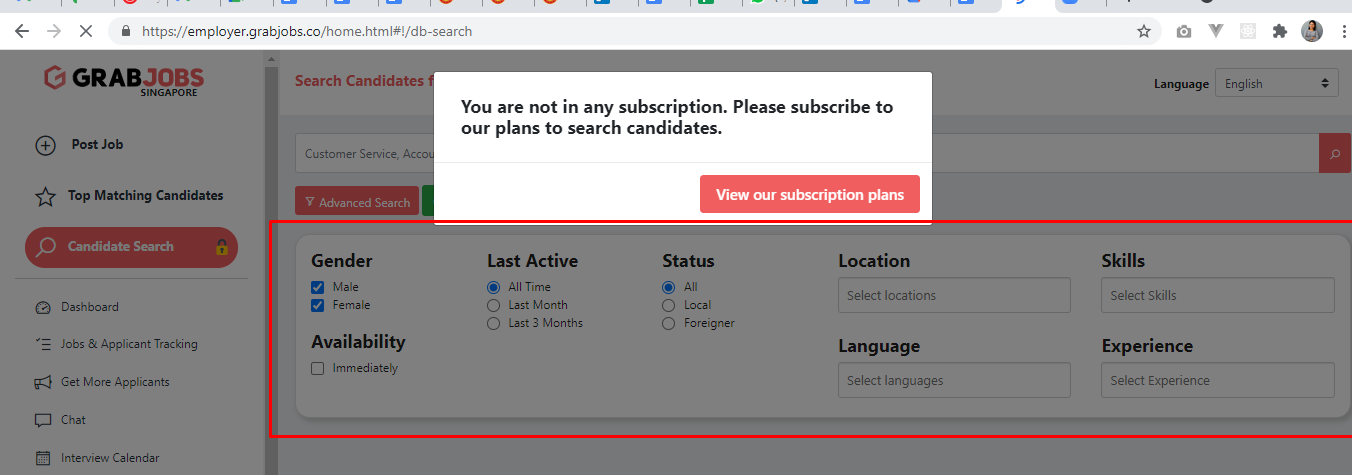 https://employer.grabjobs.co/home.html#!/db-search
GRABJOBS
SINGAPORE
Search Candidates
Language
English
You are not in any subscription. Please subscribe to
our plans to search candidates.
View our subscription plans
Post Job
Top Matching Candidates
Candidate Search
Dashboard
Jobs & Applicant Tracking
Get More Applicants
Chat
Interview Calendar
Customer Service,
Advanced Search
Gender
Male
Female
Availability
Immediately
Last Active
All Time
Last Month
Last 3 Months
Status
All
Local
Foreigner
Location
Select locations
Language
Select languages
Skills
Select Skills
Experience
Select Experience